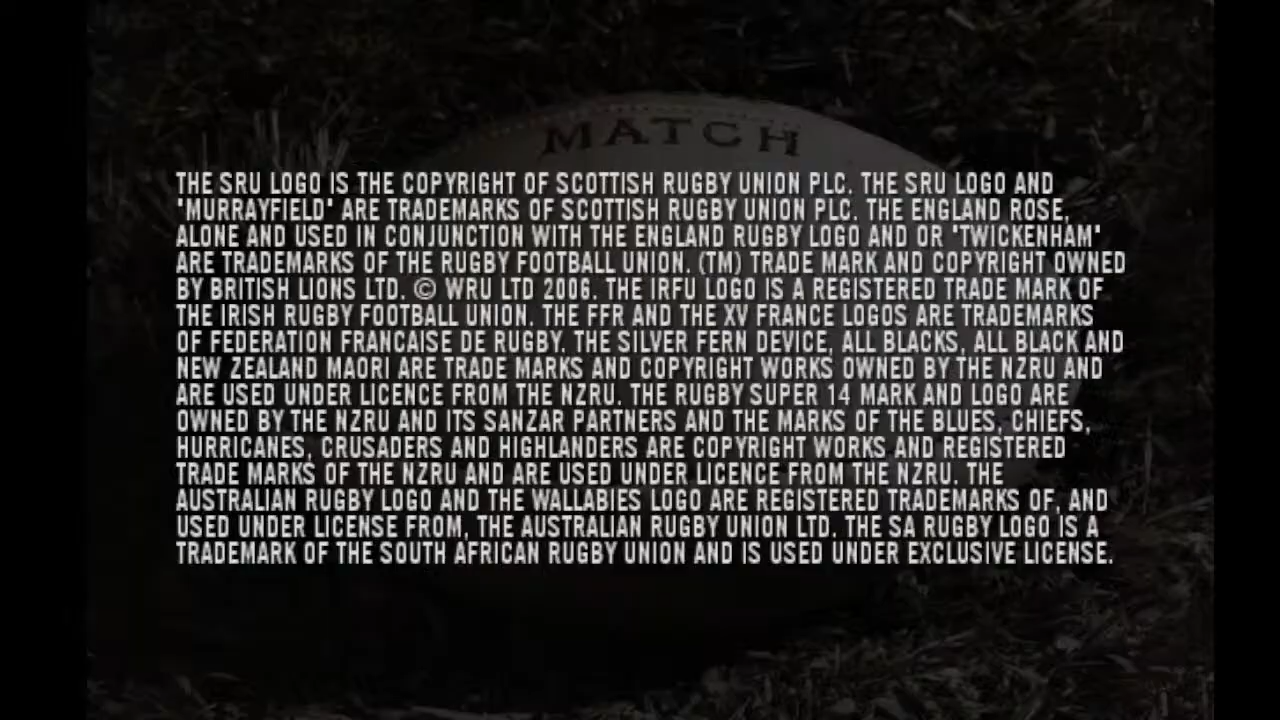 MATCH
THE SRU LOGO IS THE COPYRIGHT OF SCOTTISH RUGBY UNION PLC. THE SRU LOGO AND
'MURRAYFIELD' ARE TRADEMARKS OF SCOTTISH RUGBY UNION PLC. THE ENGLAND ROSE,
ALONE AND USED IN CONJUNCTION WITH THE ENGLAND RUGBY LOGO AND OR 'TWICKENHAM'
ARE TRADEMARKS OF THE RUGBY FOOTBALL UNION. (TM) TRADE MARK AND COPYRIGHT OWNED
BY BRITISH LIONS LTD. © WRU LTD 2006. THE IRFU LOGO IS A REGISTERED TRADE MARK OF
THE IRISH RUGBY FOOTBALL UNION. THE FFR AND THE XV FRANCE LOGOS ARE TRADEMARKS
OF FEDERATION FRANCAISE DE RUGBY. THE SILVER FERN DEVICE, ALL BLACKS, ALL BLACK AND
NEW ZEALAND MAORI ARE TRADE MARKS AND COPYRIGHT WORKS OWNED BY THE NZRU AND
ARE USED UNDER LICENCE FROM THE NZRU. THE RUGBY SUPER 14 MARK AND LOGO ARE
OWNED BY THE NZRU AND ITS SANZAR PARTNERS AND THE MARKS OF THE BLUES, CHIEFS,
HURRICANES, CRUSADERS AND HIGHLANDERS ARE COPYRIGHT WORKS AND REGISTERED
TRADE MARKS OF THE NZRU AND ARE USED UNDER LICENCE FROM THE NZRU. THE
AUSTRALIAN RUGBY LOGO AND THE WALLABIES LOGO ARE REGISTERED TRADEMARKS OF, AND
USED UNDER LICENSE FROM, THE AUSTRALIAN RUGBY UNION LTD. THE SA RUGBY LOGO IS A
TRADEMARK OF THE SOUTH AFRICAN RUGBY UNION AND IS USED UNDER EXCLUSIVE LICENSE.